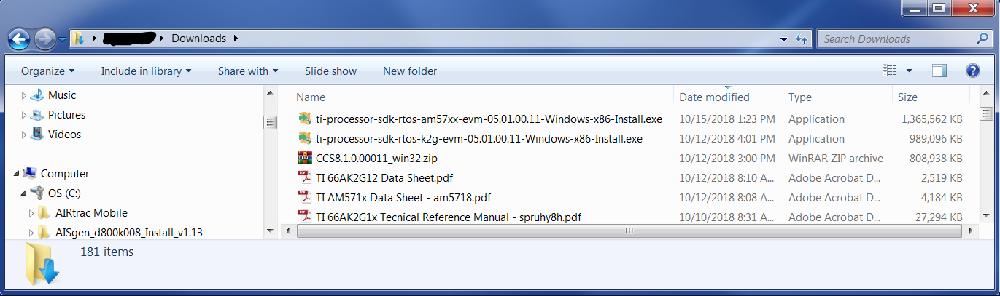 Downloads
Search Downloads
Organize Include in library Share with Slide show New folder
Music
Pictures
Videos
Computer
OS (C:)
AIRtrac Mobile
AISgen_d800k008_Install_v1.13
Name Date modified Type Size
ti-processor-sdk-rtos-am57xx-evm-05.01.00.11-Windows-x86-Install.exe 10/15/2018 1:23 PM Application 1,365,562 KB
ti-processor-sdk-rtos-k2g-evm-05.01.00.11-Windows-x86-Install.exe 10/12/2018 4:01 PM Application 989,096 KB
CCS8.1.0.00011_win32.zip 10/12/2018 3:00 PM WinRAR ZIP archive 808,938 KB
TI 66AK2G12 Data Sheet.pdf 10/12/2018 8:10 A... Adobe Acrobat D... 2,519 KB
TI AM571x Data Sheet - am5718.pdf 10/12/2018 8:08 A... Adobe Acrobat D... 4,184 KB
TI 66AK2G1x Tecnical Reference Manual - spruhy8h.pdf 10/10/2018 8:31 A... Adobe Acrobat D... 27,294 KB
181 items